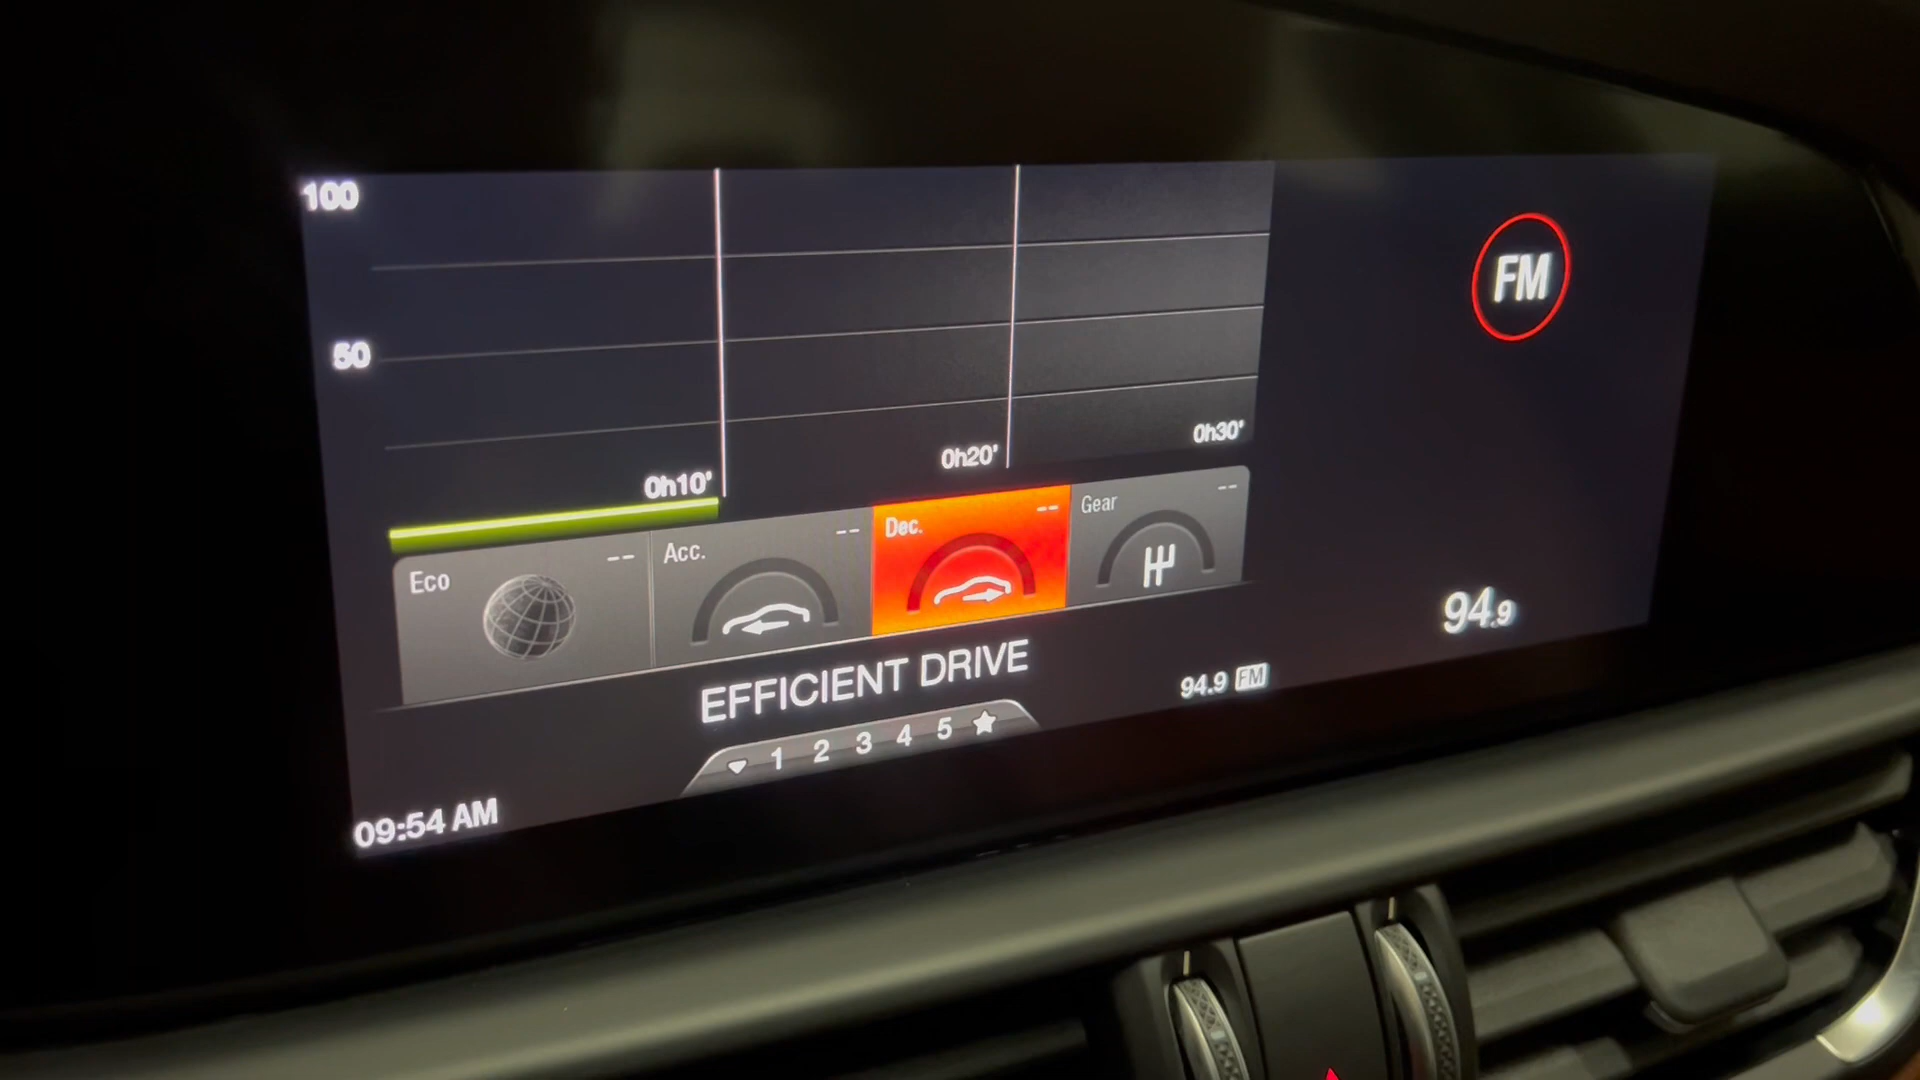 100
FM
50
0h10'
0h20'
0h30'
Eco --
Acc. --
Dec. --
Gear --
94.9
EFFICIENT DRIVE
94.9 FM
1 2 3 4 5
09:54 AM